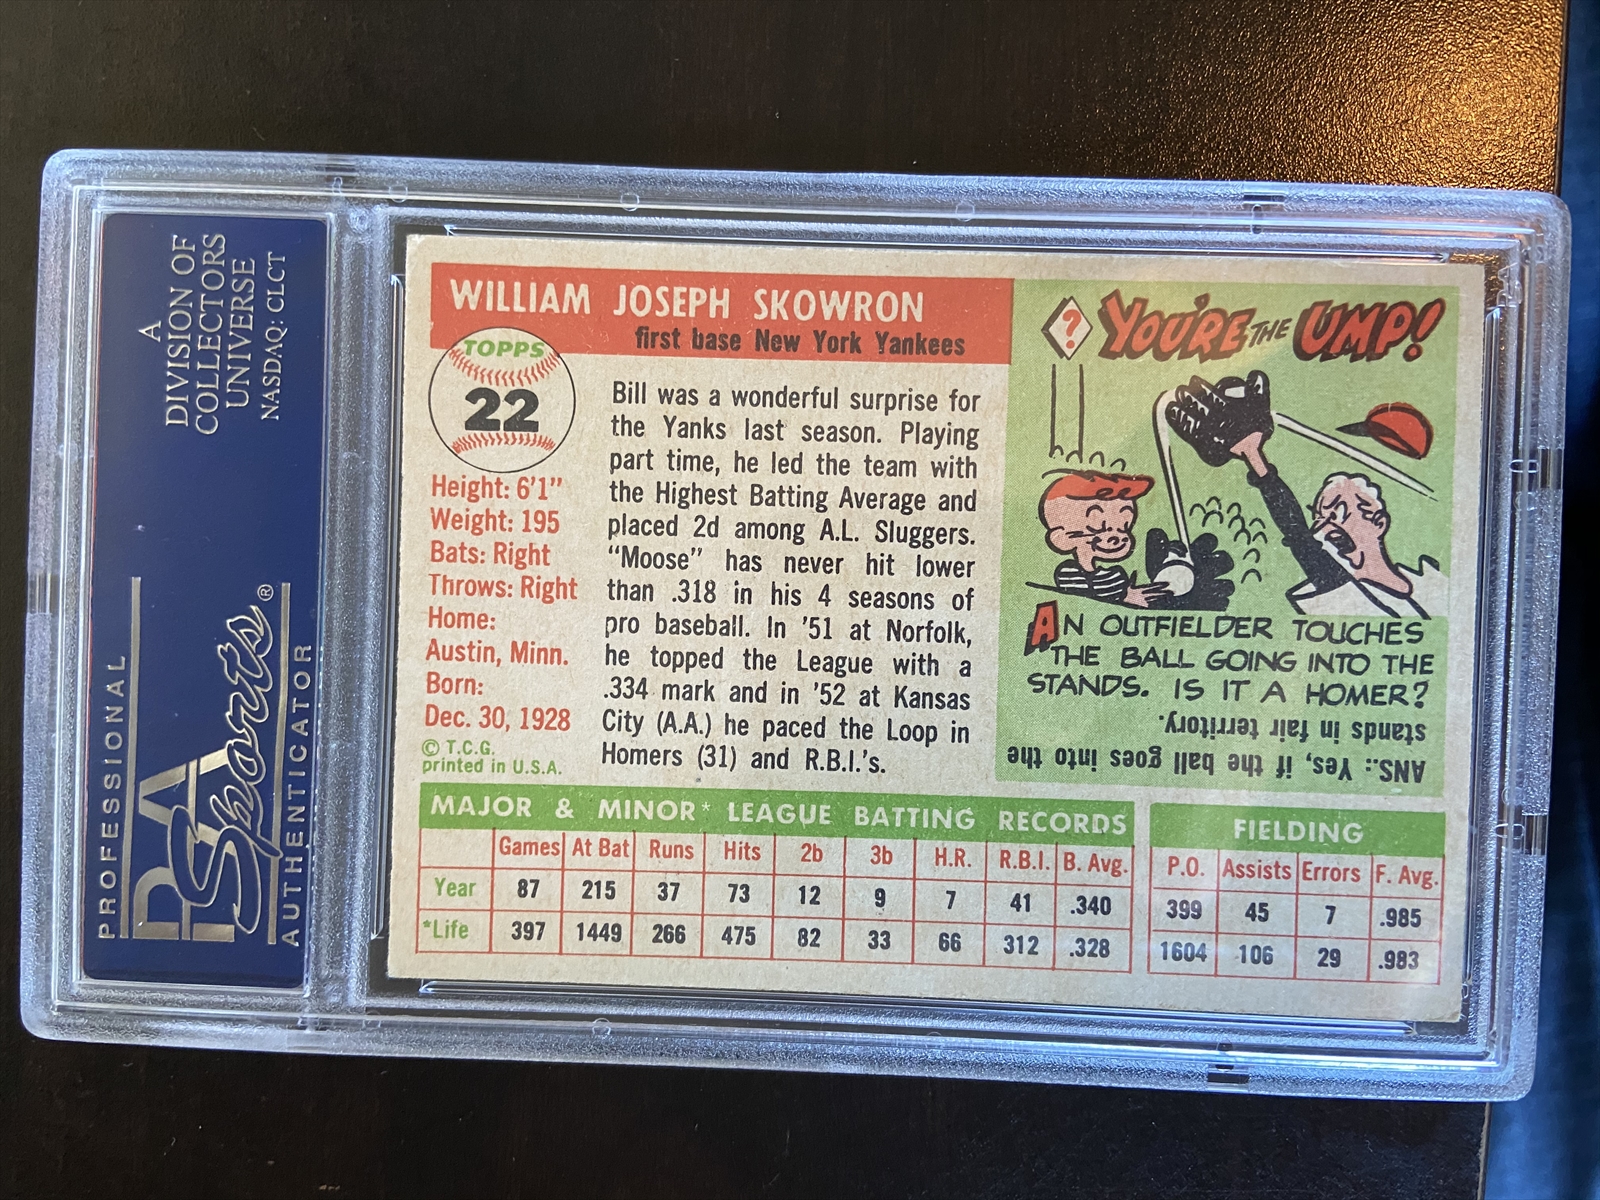 A
DIVISION OF
COLLECTORS
UNIVERSE
NASDAQ: CLCT
PROFESSIONAL
PSA
Sports®
AUTHENTICATOR
WILLIAM JOSEPH SKOWRON
first base New York Yankees
TOPPS
22
Height: 6'1"
Weight: 195
Bats: Right
Throws: Right
Home:
Austin, Minn.
Born:
Dec. 30, 1928
© T.C.G.
printed in U.S.A.
Bill was a wonderful surprise for
the Yanks last season. Playing
part time, he led the team with
the Highest Batting Average and
placed 2d among A.L. Sluggers.
"Moose" has never hit lower
than .318 in his 4 seasons of
pro baseball. In '51 at Norfolk,
he topped the League with a
.334 mark and in '52 at Kansas
City (A.A.) he paced the Loop in
Homers (31) and R.B.I.'s.
? YOU'RE THE UMP!
AN OUTFIELDER TOUCHES
THE BALL GOING INTO THE
STANDS. IS IT A HOMER?
ANS.: Yes, if the ball goes into the
stands in fair territory.
MAJOR & MINOR* LEAGUE BATTING RECORDS
Games At Bat Runs Hits 2b 3b H.R. R.B.I. B. Avg.
Year 87 215 37 73 12 9 7 41 .340
*Life 397 1449 266 475 82 33 66 312 .328
FIELDING
P.O. Assists Errors F. Avg.
399 45 7 .985
1604 106 29 .983